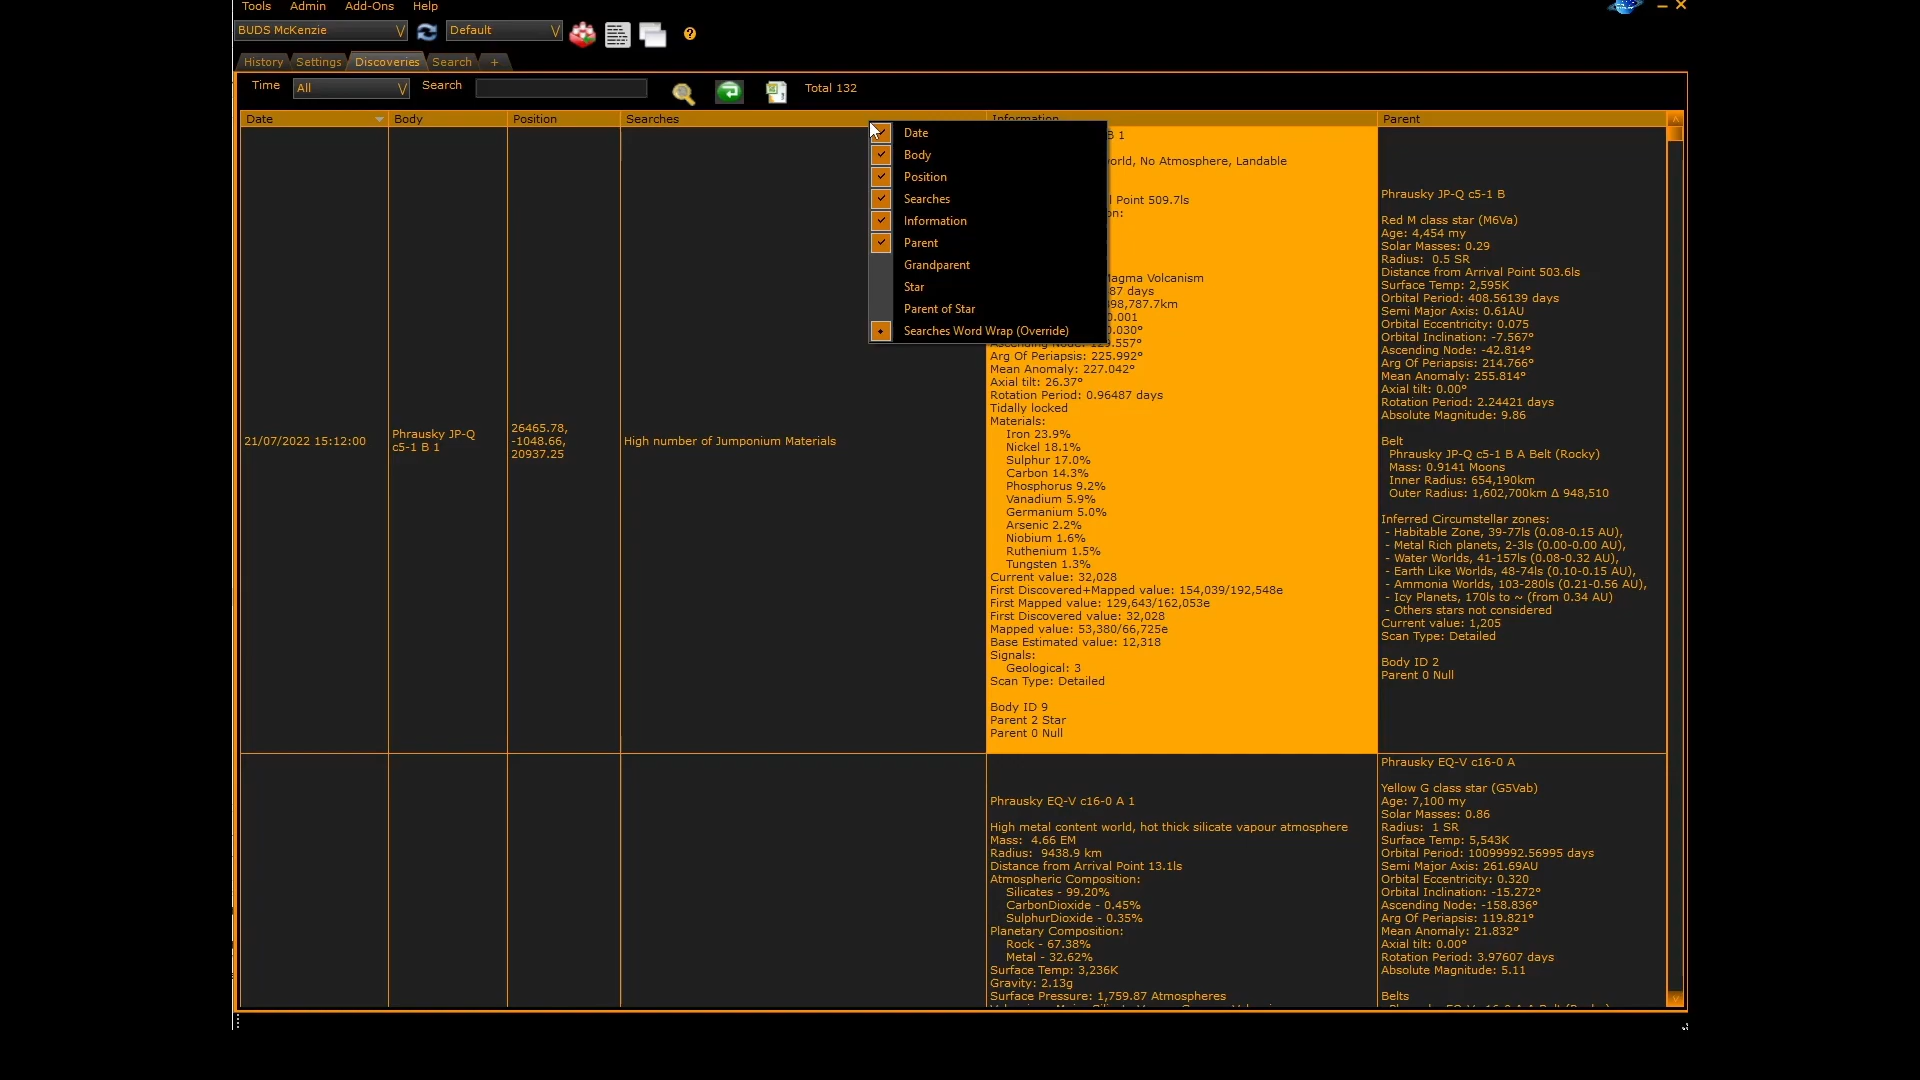 Tools Admin Add-Ons Help
BUDS McKenzie Default
History Settings Discoveries Search +
Time All Search Total 132
Date Body Position Searches Information Parent
21/07/2022 15:12:00
Phrausky JP-Q
c5-1 B 1
26465.78,
-1048.66,
20937.25
High number of Jumponium Materials
Date
Body
Position
Searches
Information
Parent
Grandparent
Star
Parent of Star
Searches Word Wrap (Override)
B 1
orld, No Atmosphere, Landable
l Point 509.7ls
on:
Magma Volcanism
87 days
98,787.7km
0.001
0.030°
Ascending Node: 129.557°
Arg Of Periapsis: 225.992°
Mean Anomaly: 227.042°
Axial tilt: 26.37°
Rotation Period: 0.96487 days
Tidally locked
Materials:
Iron 23.9%
Nickel 18.1%
Sulphur 17.0%
Carbon 14.3%
Phosphorus 9.2%
Vanadium 5.9%
Germanium 5.0%
Arsenic 2.2%
Niobium 1.6%
Ruthenium 1.5%
Tungsten 1.3%
Current value: 32,028
First Discovered+Mapped value: 154,039/192,548e
First Mapped value: 129,643/162,053e
First Discovered value: 32,028
Mapped value: 53,380/66,725e
Base Estimated value: 12,318
Signals:
Geological: 3
Scan Type: Detailed
Body ID 9
Parent 2 Star
Parent 0 Null
Phrausky JP-Q c5-1 B
Red M class star (M6Va)
Age: 4,454 my
Solar Masses: 0.29
Radius: 0.5 SR
Distance from Arrival Point 503.6ls
Surface Temp: 2,595K
Orbital Period: 408.56139 days
Semi Major Axis: 0.61AU
Orbital Eccentricity: 0.075
Orbital Inclination: -7.567°
Ascending Node: -42.814°
Arg Of Periapsis: 214.766°
Mean Anomaly: 255.814°
Axial tilt: 0.00°
Rotation Period: 2.24421 days
Absolute Magnitude: 9.86
Belt
Phrausky JP-Q c5-1 B A Belt (Rocky)
Mass: 0.9141 Moons
Inner Radius: 654,190km
Outer Radius: 1,602,700km Δ 948,510
Inferred Circumstellar zones:
- Habitable Zone, 39-77ls (0.08-0.15 AU),
- Metal Rich planets, 2-3ls (0.00-0.00 AU),
- Water Worlds, 41-157ls (0.08-0.32 AU),
- Earth Like Worlds, 48-74ls (0.10-0.15 AU),
- Ammonia Worlds, 103-280ls (0.21-0.56 AU),
- Icy Planets, 170ls to ~ (from 0.34 AU)
- Others stars not considered
Current value: 1,205
Scan Type: Detailed
Body ID 2
Parent 0 Null
Phrausky EQ-V c16-0 A 1
High metal content world, hot thick silicate vapour atmosphere
Mass: 4.66 EM
Radius: 9438.9 km
Distance from Arrival Point 13.1ls
Atmospheric Composition:
Silicates - 99.20%
CarbonDioxide - 0.45%
SulphurDioxide - 0.35%
Planetary Composition:
Rock - 67.38%
Metal - 32.62%
Surface Temp: 3,236K
Gravity: 2.13g
Surface Pressure: 1,759.87 Atmospheres
Phrausky EQ-V c16-0 A
Yellow G class star (G5Vab)
Age: 7,100 my
Solar Masses: 0.86
Radius: 1 SR
Surface Temp: 5,543K
Orbital Period: 10099992.56995 days
Semi Major Axis: 261.69AU
Orbital Eccentricity: 0.320
Orbital Inclination: -15.272°
Ascending Node: -158.836°
Arg Of Periapsis: 119.821°
Mean Anomaly: 21.832°
Axial tilt: 0.00°
Rotation Period: 3.97607 days
Absolute Magnitude: 5.11
Belts